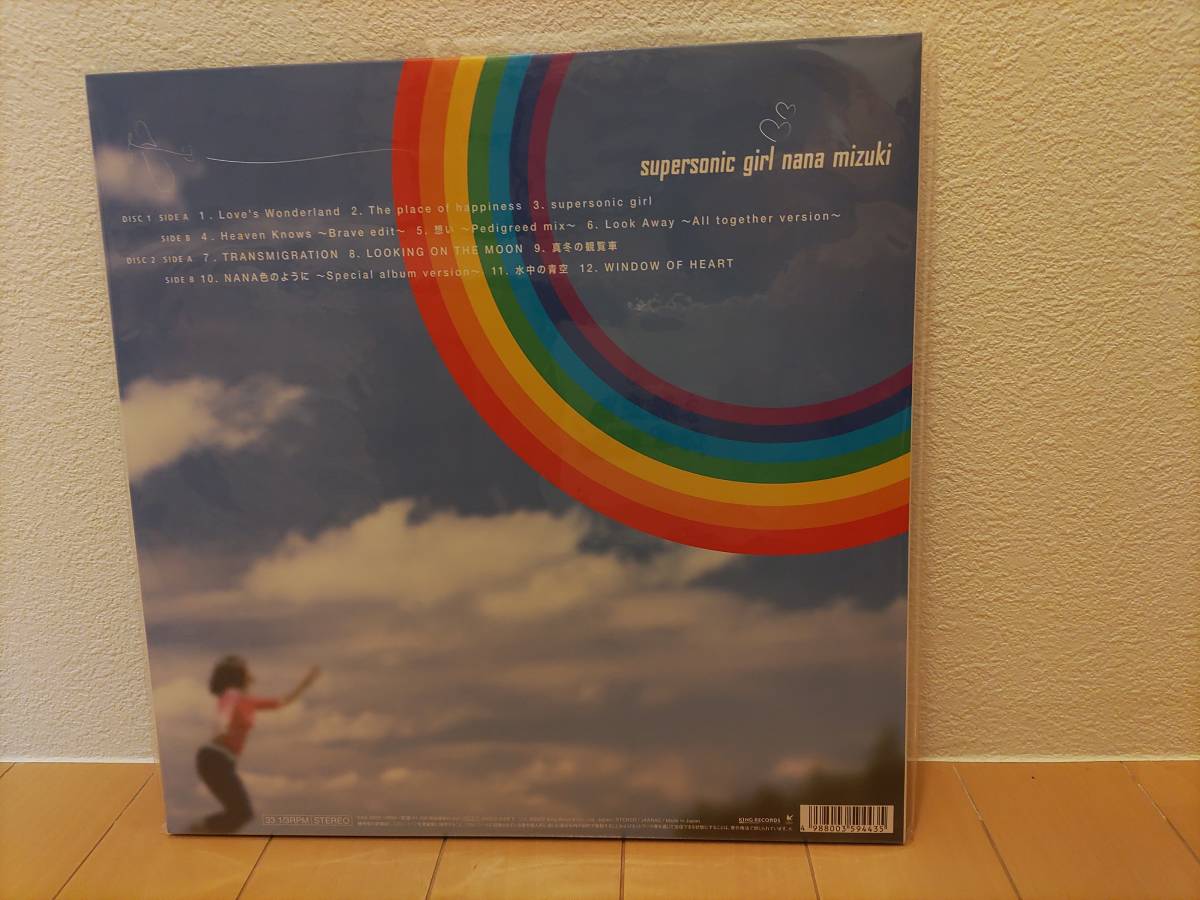 supersonic girl nana mizuki
DISC 1 SIDE A 1. Love's Wonderland 2. The place of happiness 3. supersonic girl
SIDE B 4. Heaven Knows ～Brave edit～ 5. 想い ～Pedigreed mix～ 6. Look Away ～All together version～
DISC 2 SIDE A 7. TRANSMIGRATION 8. LOOKING ON THE MOON 9. 真冬の観覧車
SIDE B 10. NANA色のように ～Special album version～ 11. 水中の青空 12. WINDOW OF HEART
33 1/3RPM STEREO
KING RECORDS
4 988003 594435